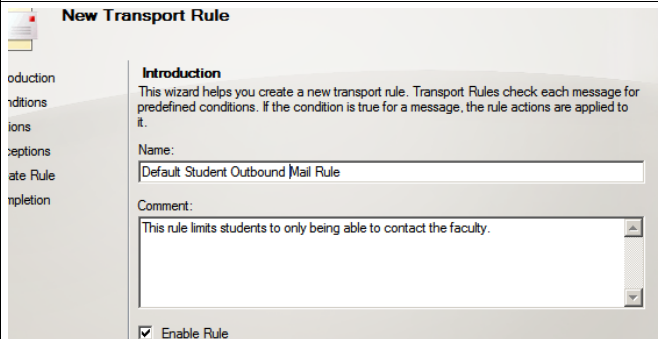 New Transport Rule
oduction
nditions
ions
ceptions
ate Rule
mpletion
Introduction
This wizard helps you create a new transport rule. Transport Rules check each message for
predefined conditions. If the condition is true for a message, the rule actions are applied to
it.
Name:
Default Student Outbound Mail Rule
Comment:
This rule limits students to only being able to contact the faculty.
Enable Rule